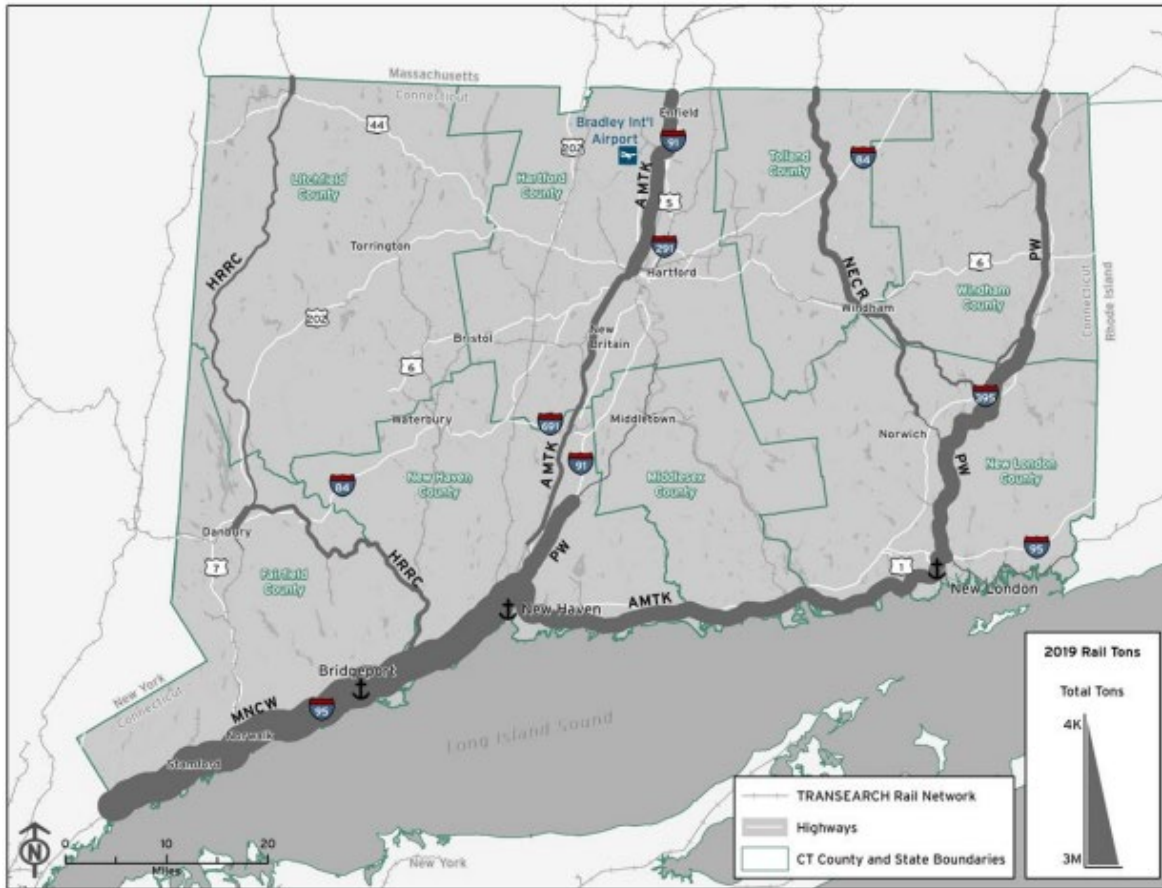 Massachusetts
Connecticut
44
202
Bradley Int'l
Airport
Enfield
91
AMTK
5
291
Hartford
Litchfield
County
Hartford
County
Tolland
County
84
HRRC
Torrington
202
Bristol
6
New
Britain
NECR
Windham
6
Windham
County
PW
Connecticut
Rhode Island
Waterbury
691
Middletown
AMTK
91
84
New Haven
County
Middlesex
County
395
Norwich
PW
New London
County
Danbury
7
Fairfield
County
HRRC
PW
New Haven
AMTK
1
95
New London
Bridgeport
95
MNCW
Norwalk
Stamford
New York
Connecticut
Long Island Sound
New York
N
0
10
20
Miles
TRANSEARCH Rail Network
Highways
CT County and State Boundaries
2019 Rail Tons
Total Tons
4K
3M